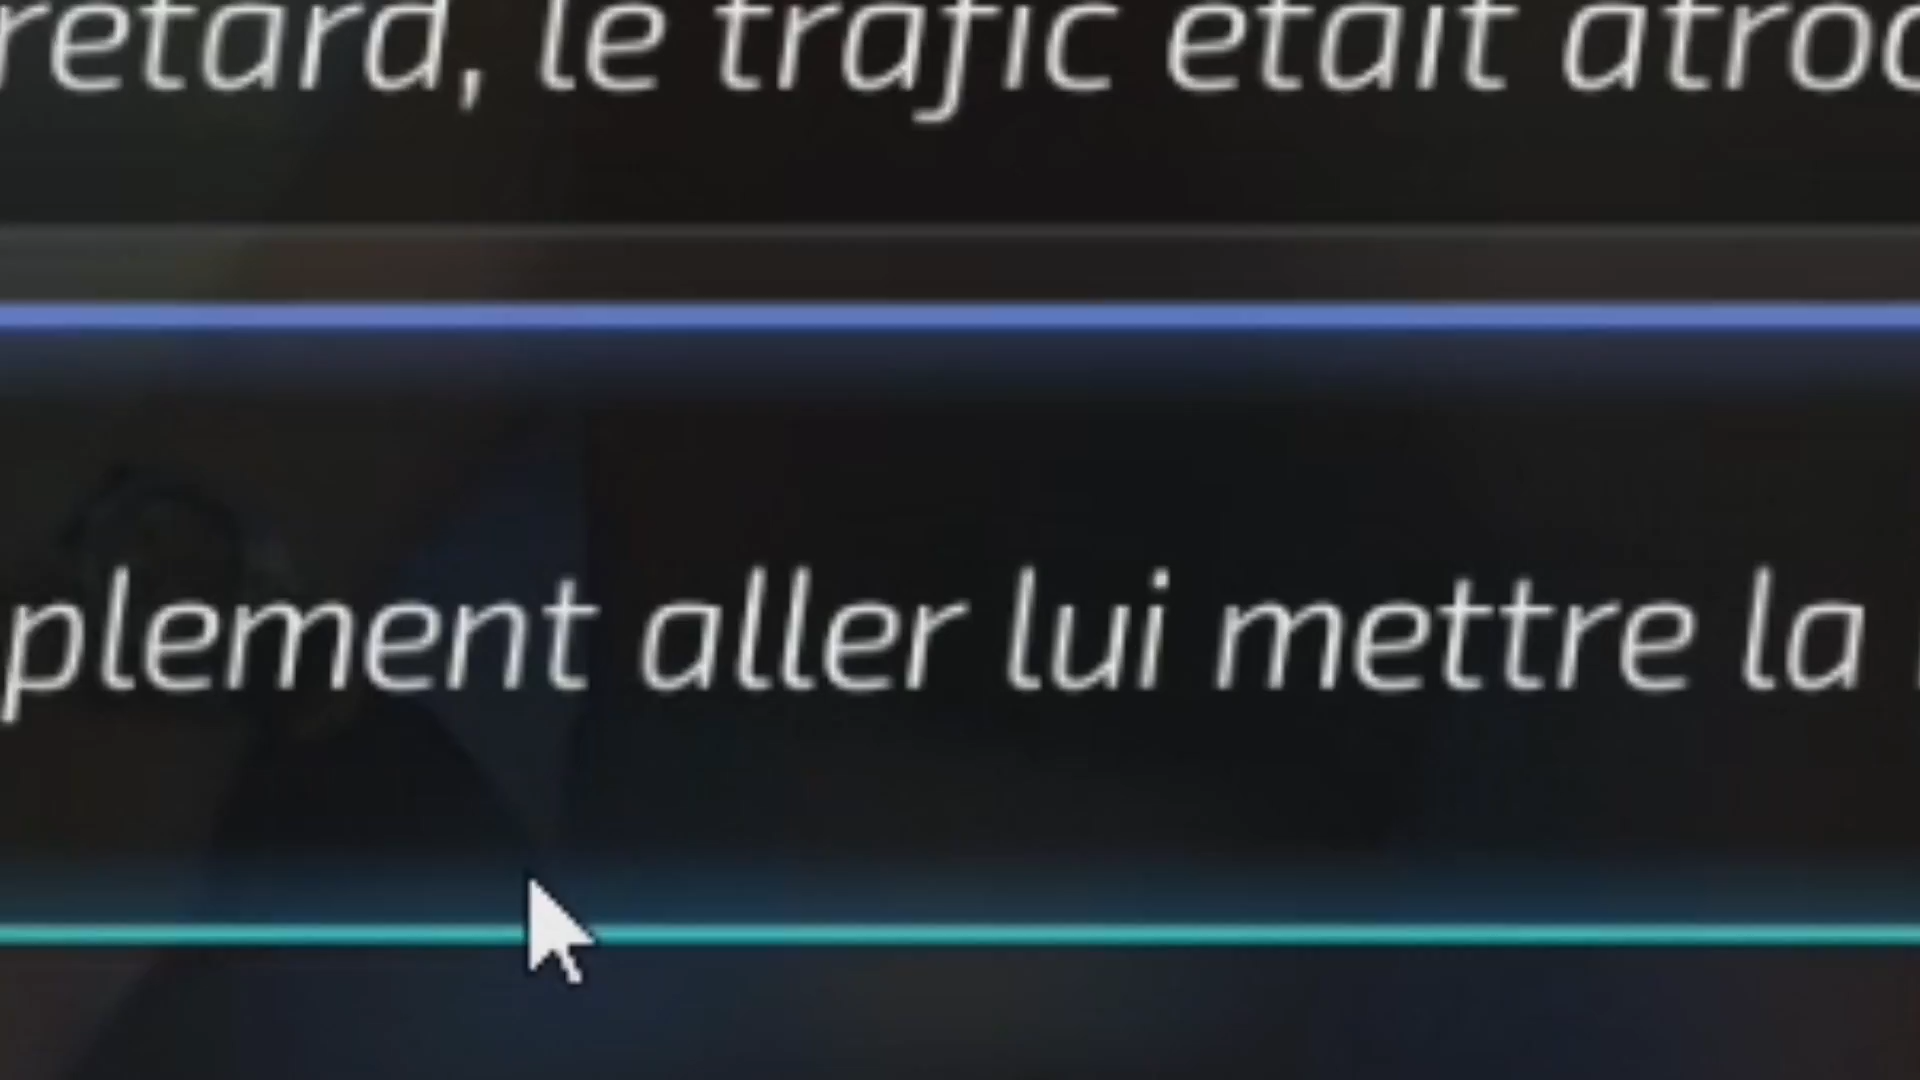 retard, le trafic était atroc
plement aller lui mettre la